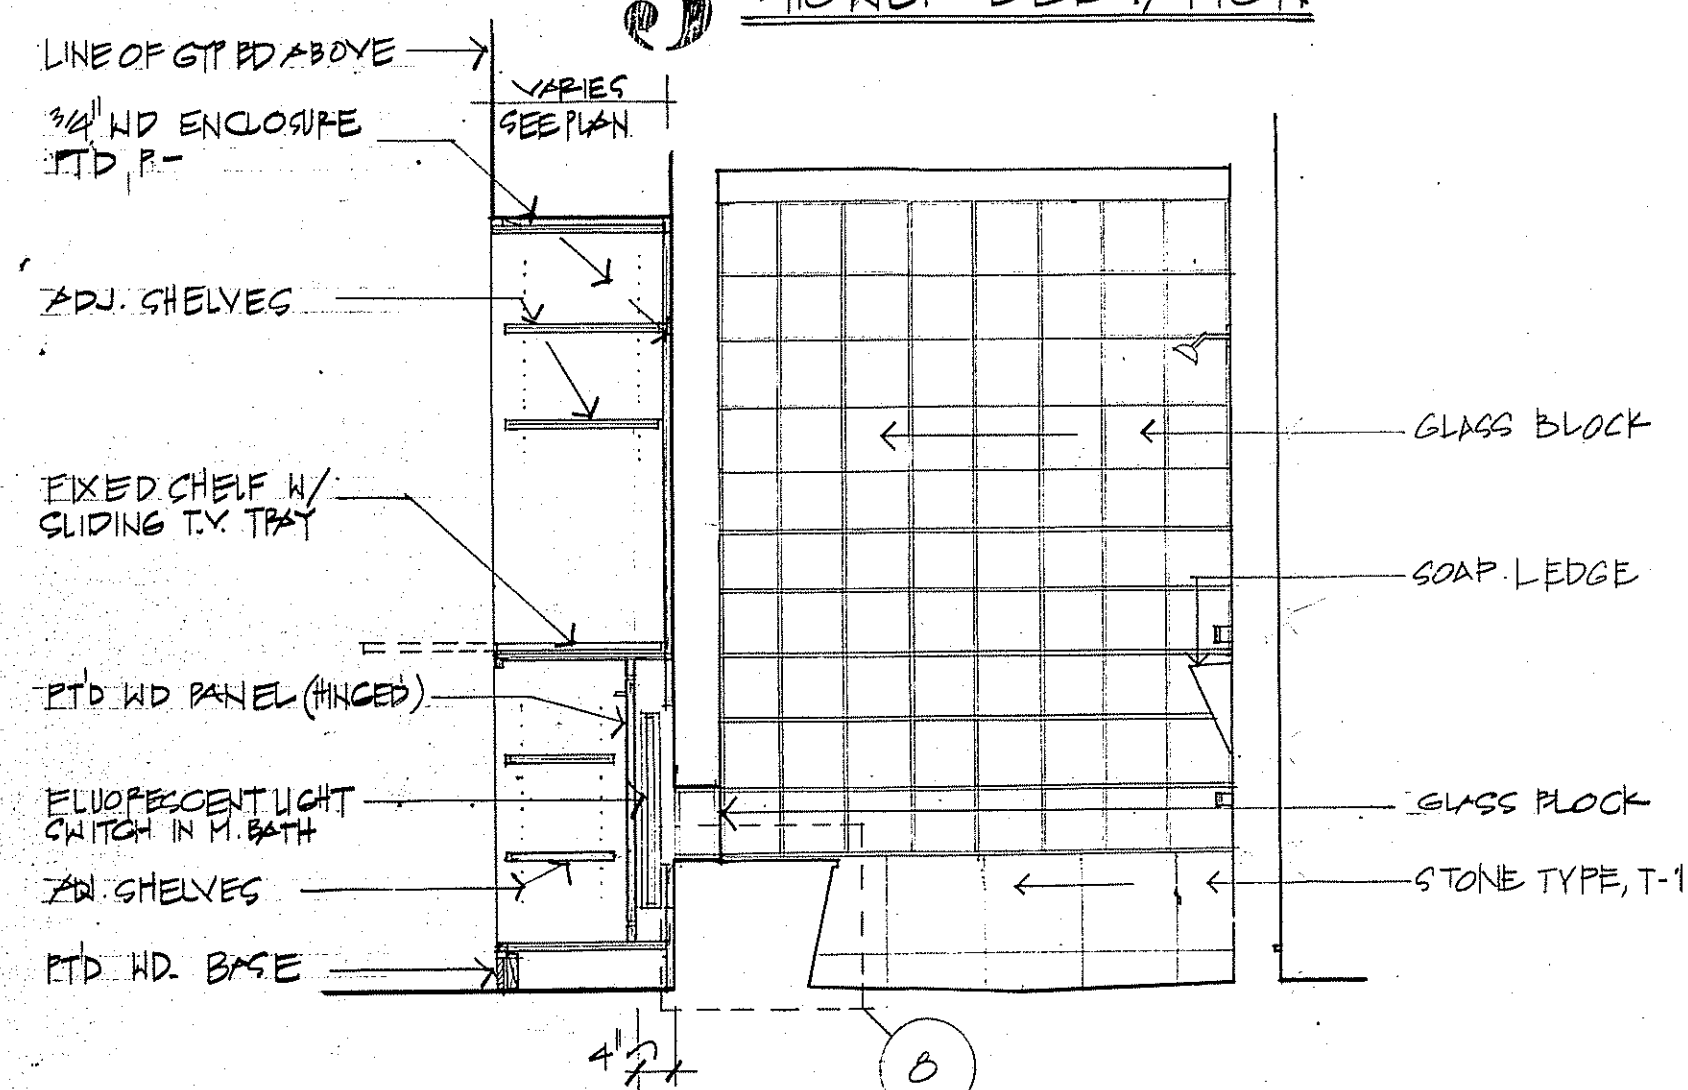 LINE OF GYP BD ABOVE
3/4" WD ENCLOSURE
PT'D, P-
ADJ. SHELVES
FIXED SHELF W/
SLIDING T.V. TRAY
PT'D WD PANEL (HINGED)
FLUORESCENT LIGHT
SWITCH IN M. BATH
ADJ. SHELVES
PTD WD. BASE
VARIES
SEE PLAN
4"
8
GLASS BLOCK
SOAP LEDGE
GLASS BLOCK
STONE TYPE, T-1